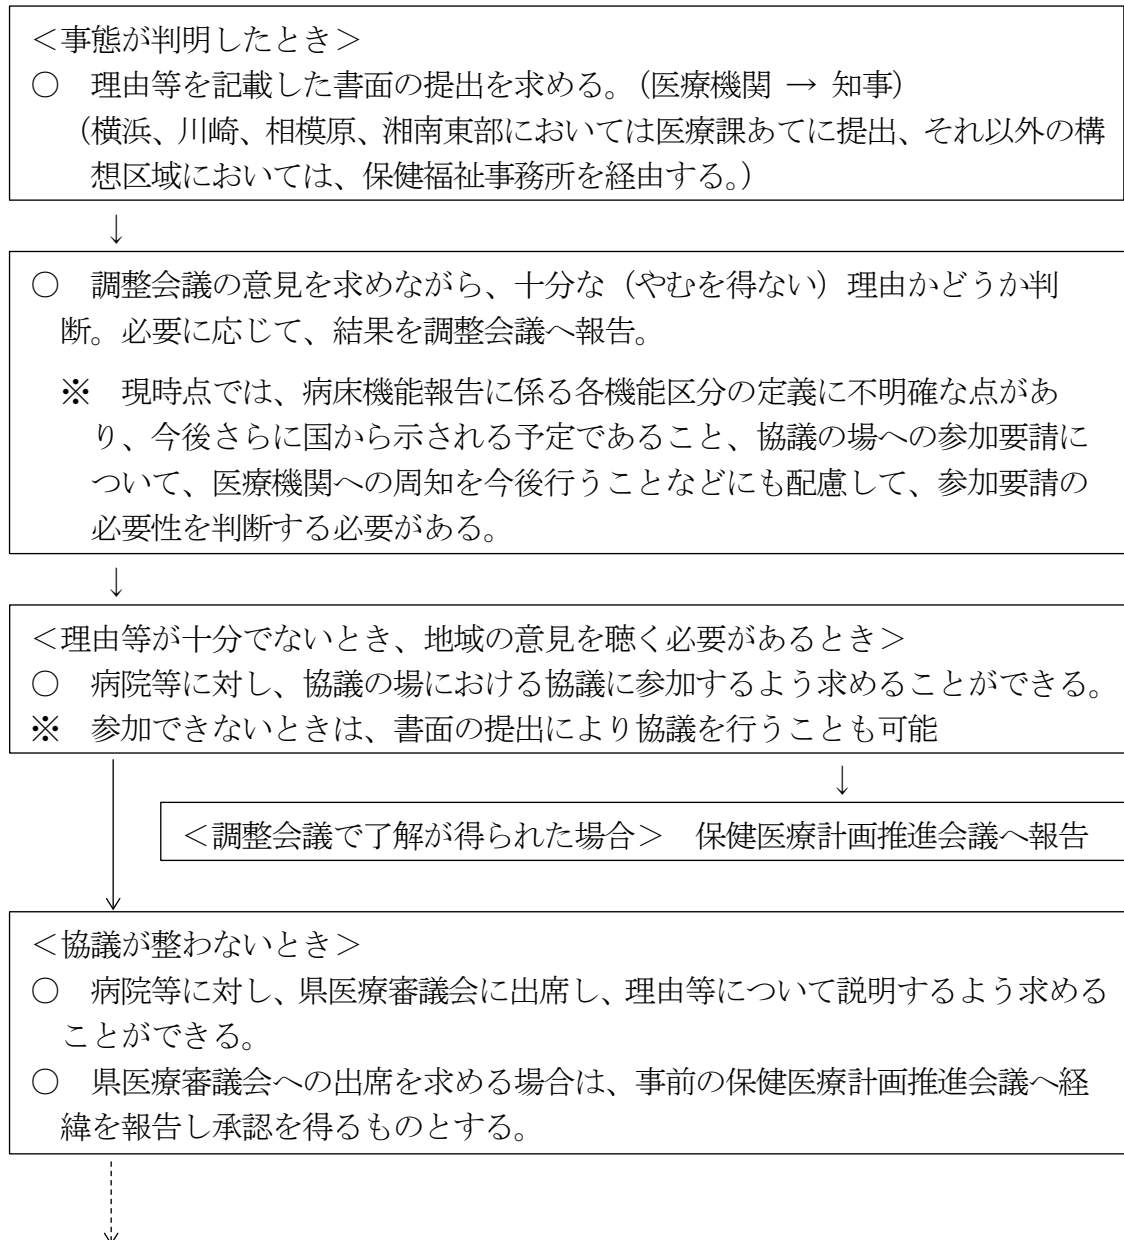 ＜事態が判明したとき＞
○　理由等を記載した書面の提出を求める。（医療機関 → 知事）
（横浜、川崎、相模原、湘南東部においては医療課あてに提出、それ以外の構
想区域においては、保健福祉事務所を経由する。）
↓
○　調整会議の意見を求めながら、十分な（やむを得ない）理由かどうか判
断。必要に応じて、結果を調整会議へ報告。
※　現時点では、病床機能報告に係る各機能区分の定義に不明確な点があ
り、今後さらに国から示される予定であること、協議の場への参加要請に
ついて、医療機関への周知を今後行うことなどにも配慮して、参加要請の
必要性を判断する必要がある。
↓
＜理由等が十分でないとき、地域の意見を聴く必要があるとき＞
○　病院等に対し、協議の場における協議に参加するよう求めることができる。
※　参加できないときは、書面の提出により協議を行うことも可能
↓
＜調整会議で了解が得られた場合＞　保健医療計画推進会議へ報告
＜協議が整わないとき＞
○　病院等に対し、県医療審議会に出席し、理由等について説明するよう求める
ことができる。
○　県医療審議会への出席を求める場合は、事前の保健医療計画推進会議へ経
緯を報告し承認を得るものとする。